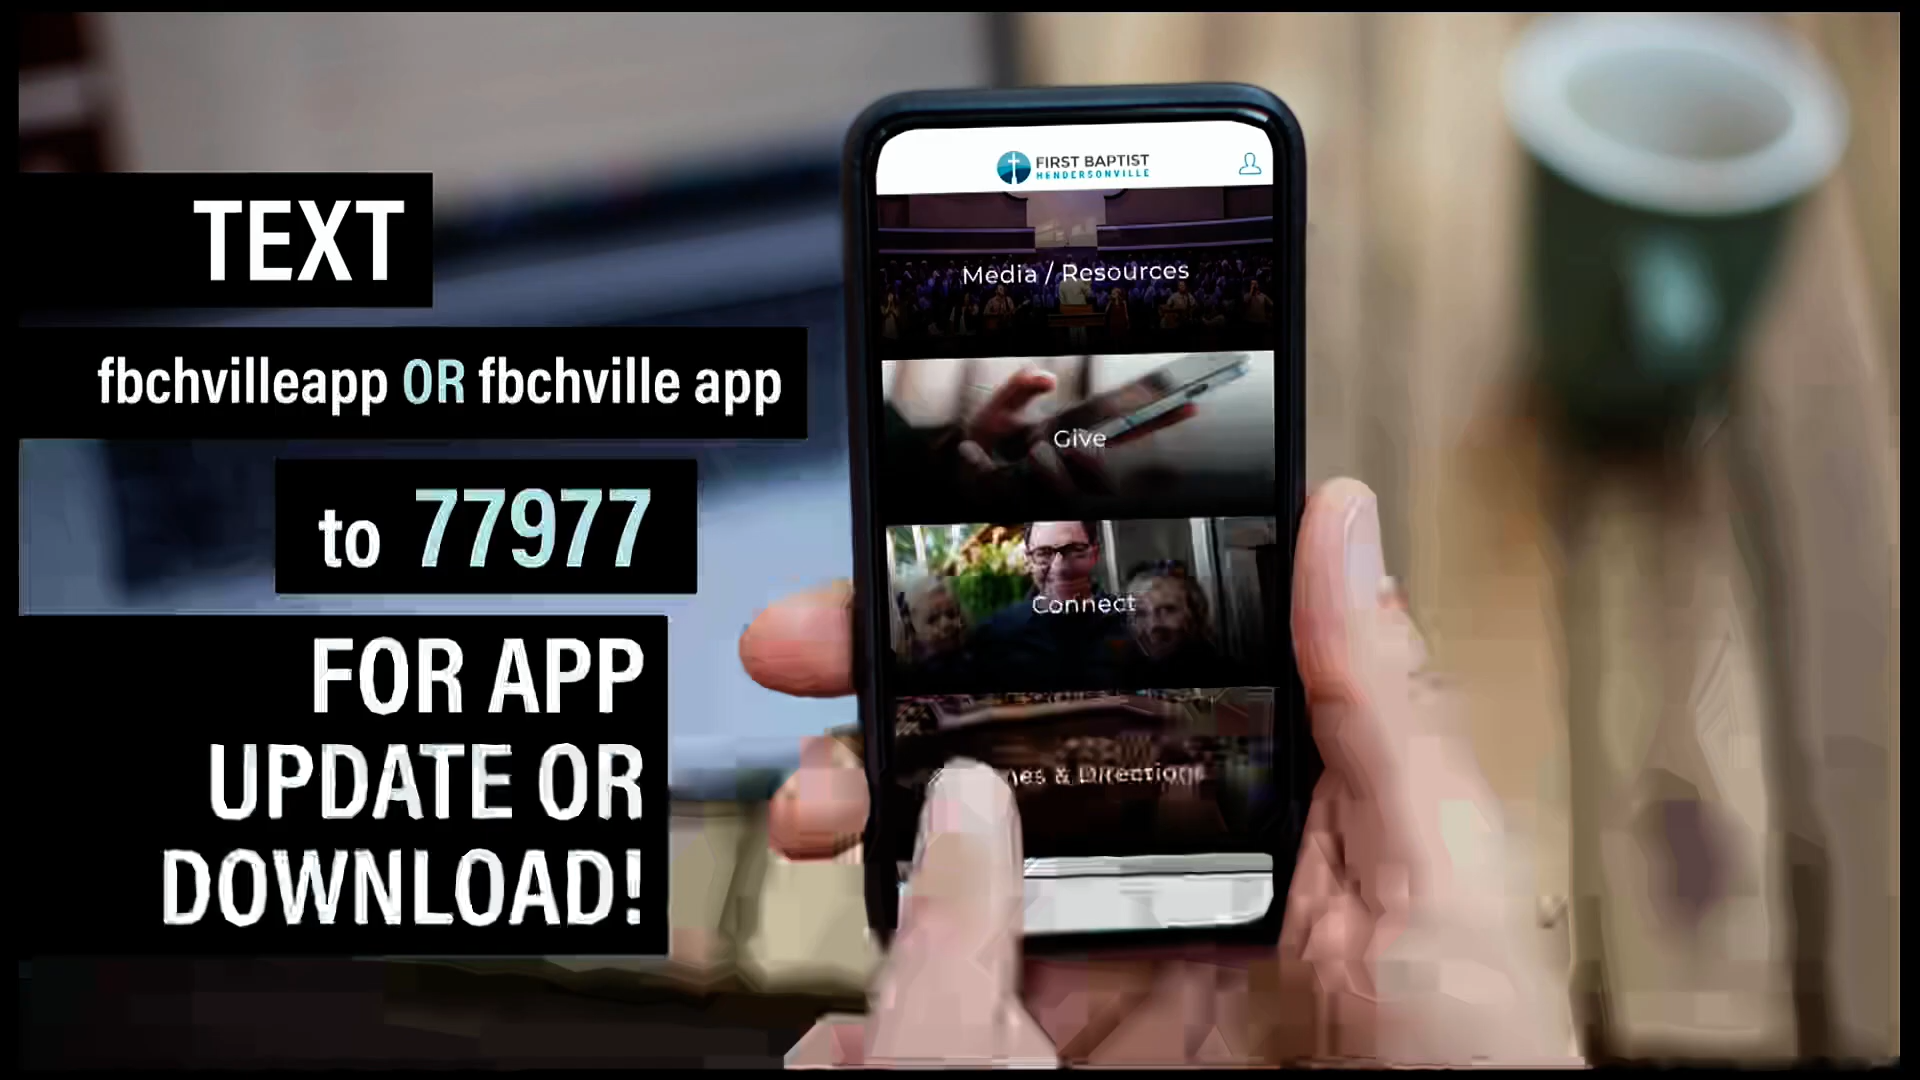 TEXT
fbchvilleapp OR fbchville app
to 77977
FOR APP
UPDATE OR
DOWNLOAD!
FIRST BAPTIST
HENDERSONVILLE
Media / Resources
Give
Connect
& Directions